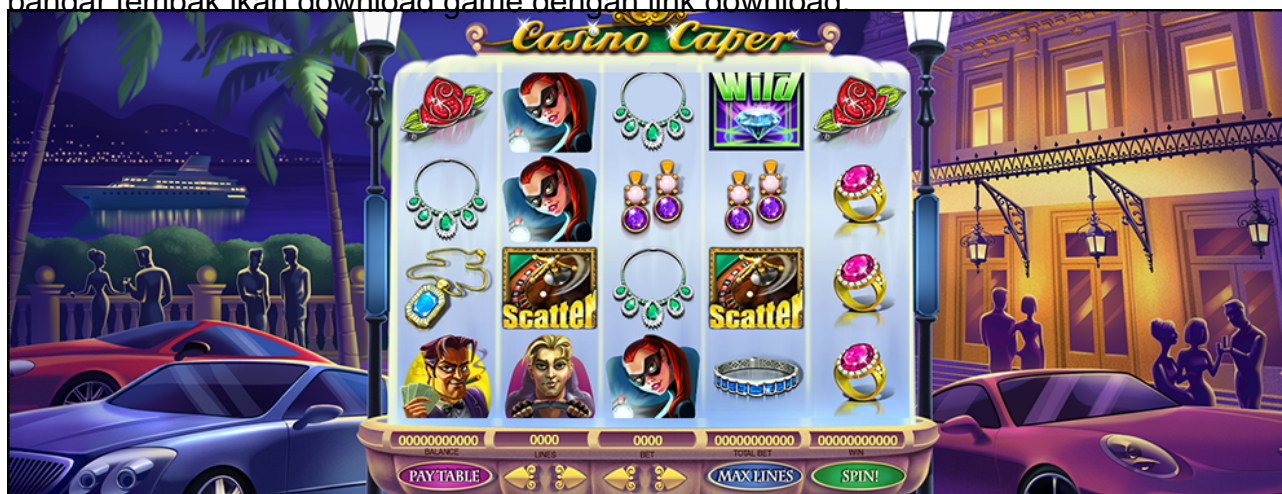 bandar tembak ikan download game dengan link download.
Casino Caper
Wild
Scatter
Scatter
00000000000 0000 0000 00000000000 00000000000
BALANCE LINES BET TOTAL BET WIN
PAY TABLE MAX LINES SPIN!